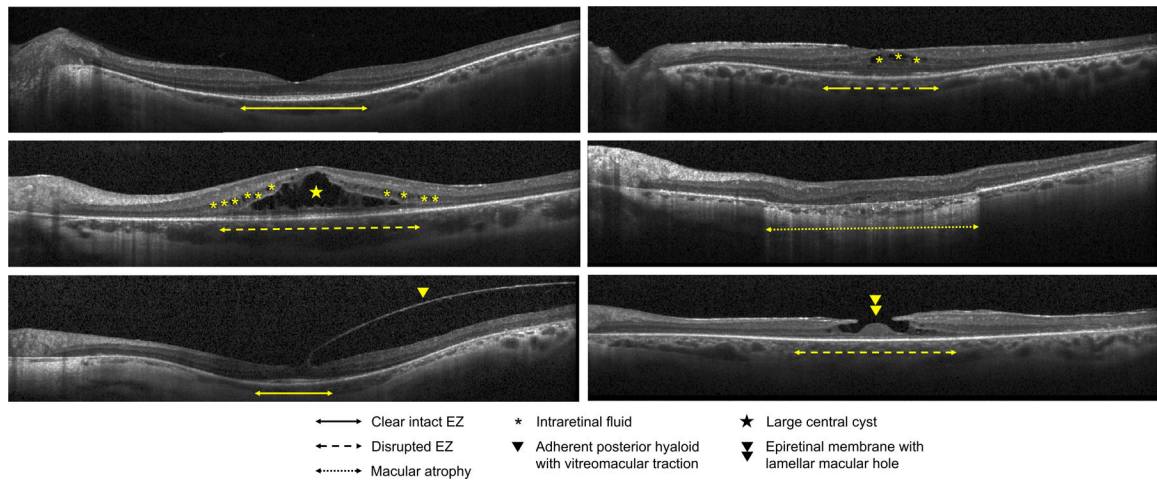 Clear intact EZ
Disrupted EZ
Macular atrophy
* Intraretinal fluid
Adherent posterior hyaloid
with vitreomacular traction
Large central cyst
Epiretinal membrane with
lamellar macular hole